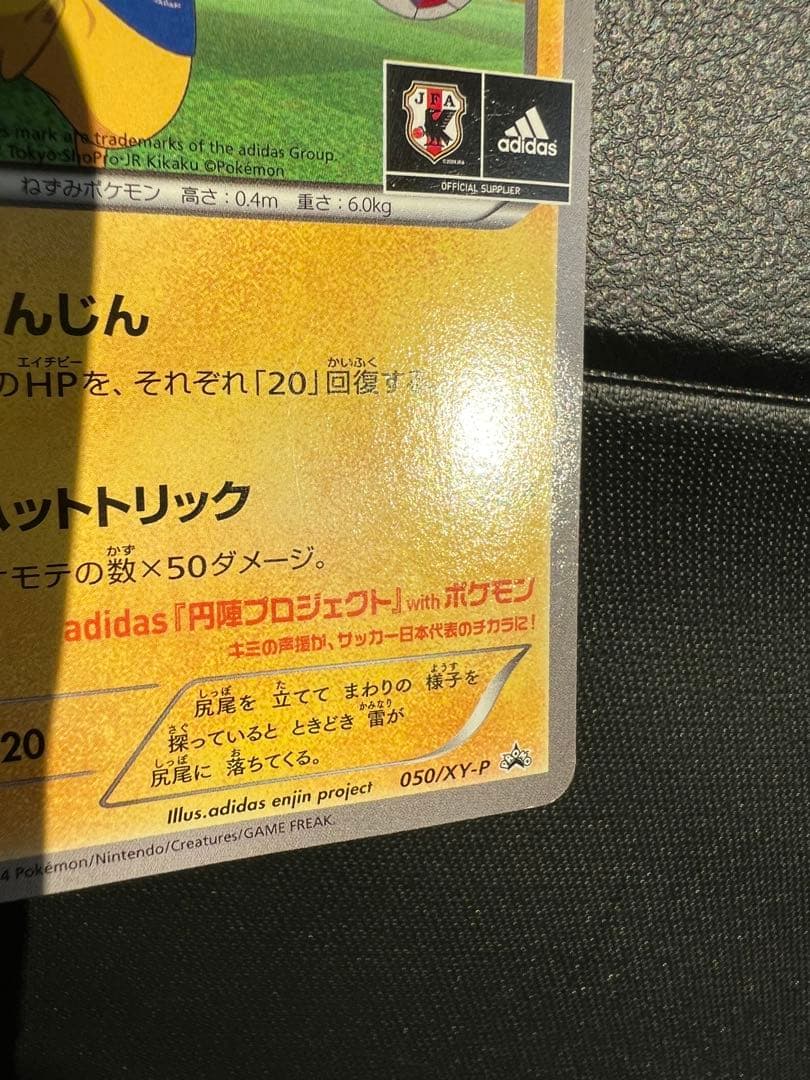 JFA
adidas
©2014 JFA
OFFICIAL SUPPLIER
mark are trademarks of the adidas Group.
Tokyo・ShoPro・JR Kikaku ©Pokémon
ねずみポケモン 高さ：0.4m 重さ：6.0kg
んじん
エイチピー かいふく
のHPを、それぞれ「20」回復す
ットトリック
かず
モテの数×50ダメージ。
adidas『円陣プロジェクト』with ポケモン
キミの声援が、サッカー日本代表のチカラに！
しっぽ た ようす
尻尾を 立てて まわりの 様子を
さぐ かみなり
探っていると ときどき 雷が
しっぽ お
尻尾に 落ちてくる。
20
050/XY-P
Illus.adidas enjin project
4 Pokémon/Nintendo/Creatures/GAME FREAK.